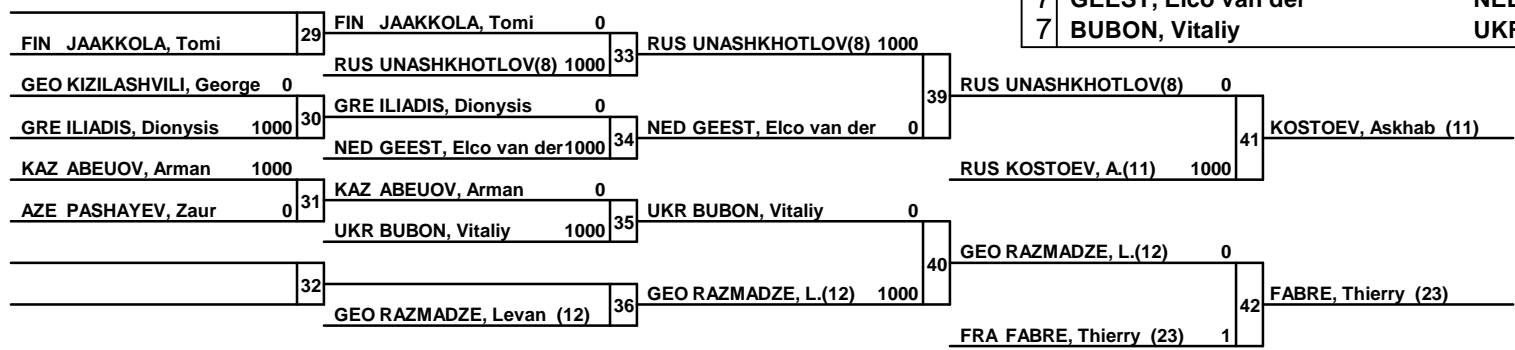 7 GEEST, Elco van der
7 BUBON, Vitaliy UKR
FIN JAAKKOLA, Tomi
29
FIN JAAKKOLA, Tomi 0
RUS UNASHKHOTLOV(8) 1000
33
RUS UNASHKHOTLOV(8) 1000
GEO KIZILASHVILI, George 0
GRE ILIADIS, Dionysis 1000
30
GRE ILIADIS, Dionysis 0
NED GEEST, Elco van der 1000
34
NED GEEST, Elco van der 0
39
RUS UNASHKHOTLOV(8) 0
RUS KOSTOEV, A.(11) 1000
41
KOSTOEV, Askhab (11)
KAZ ABEUOV, Arman 1000
AZE PASHAYEV, Zaur 0
31
KAZ ABEUOV, Arman 0
UKR BUBON, Vitaliy 1000
35
UKR BUBON, Vitaliy 0
32
GEO RAZMADZE, Levan (12)
36
GEO RAZMADZE, L.(12) 1000
40
GEO RAZMADZE, L.(12) 0
FRA FABRE, Thierry (23) 1
42
FABRE, Thierry (23)